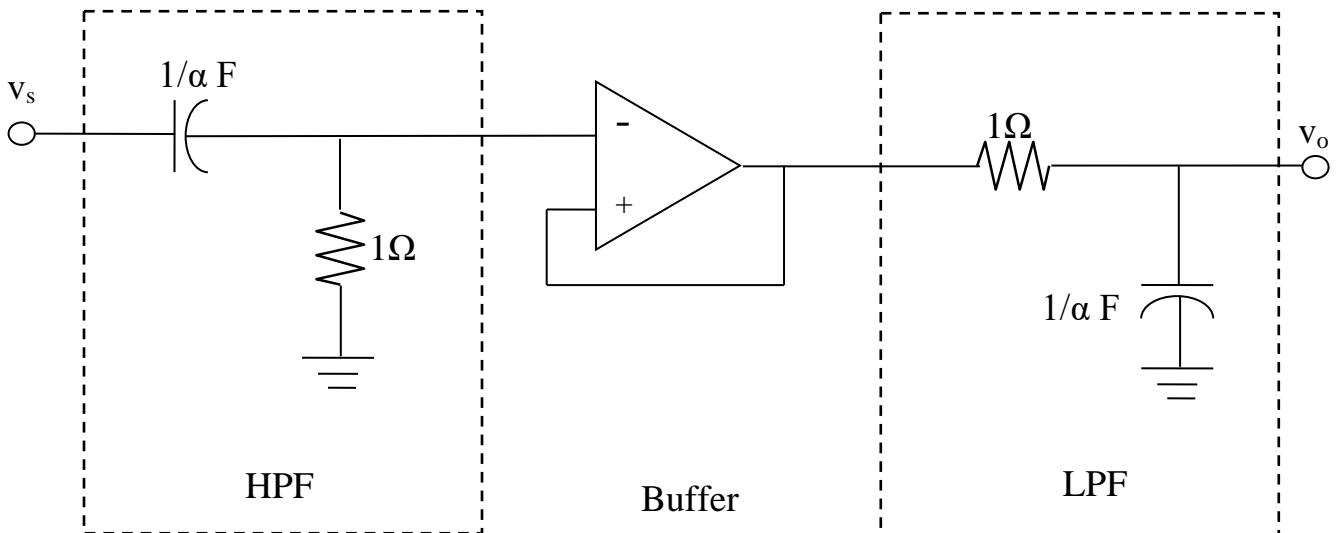 1/α F
vs
-
1Ω
vo
+
1Ω
1/α F
HPF
Buffer
LPF